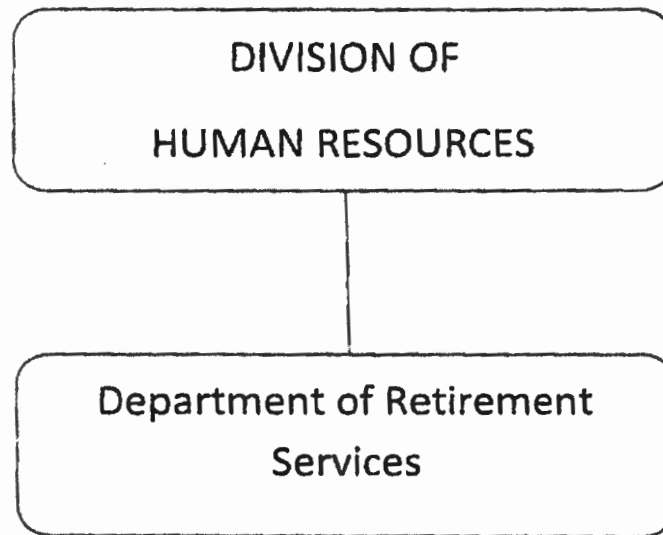 DIVISION OF
HUMAN RESOURCES
Department of Retirement
Services